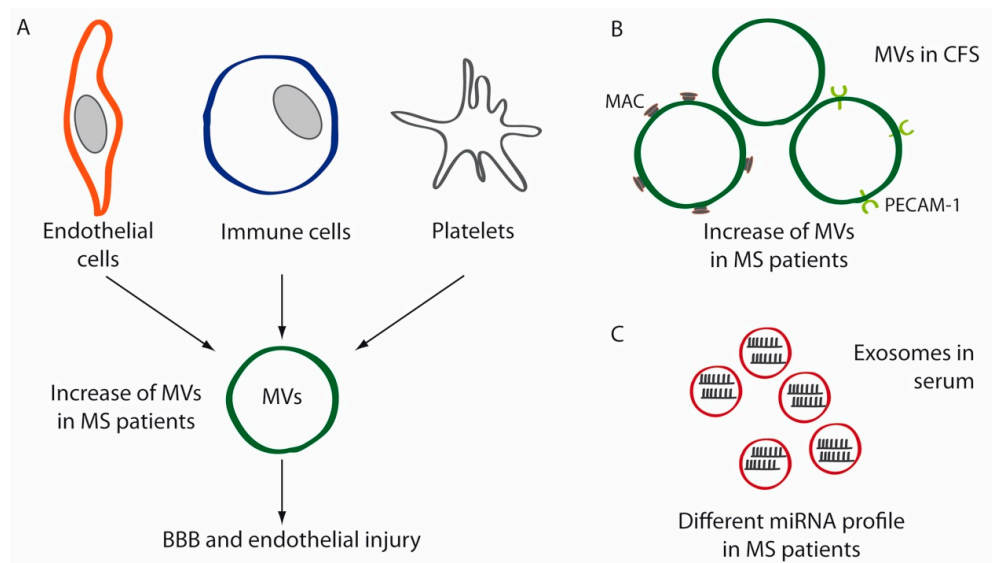 A
Endothelial
cells
Immune cells
Platelets
Increase of MVs
in MS patients
MVs
BBB and endothelial injury
B
MVs in CFS
MAC
PECAM-1
Increase of MVs
in MS patients
C
Exosomes in
serum
Different miRNA profile
in MS patients